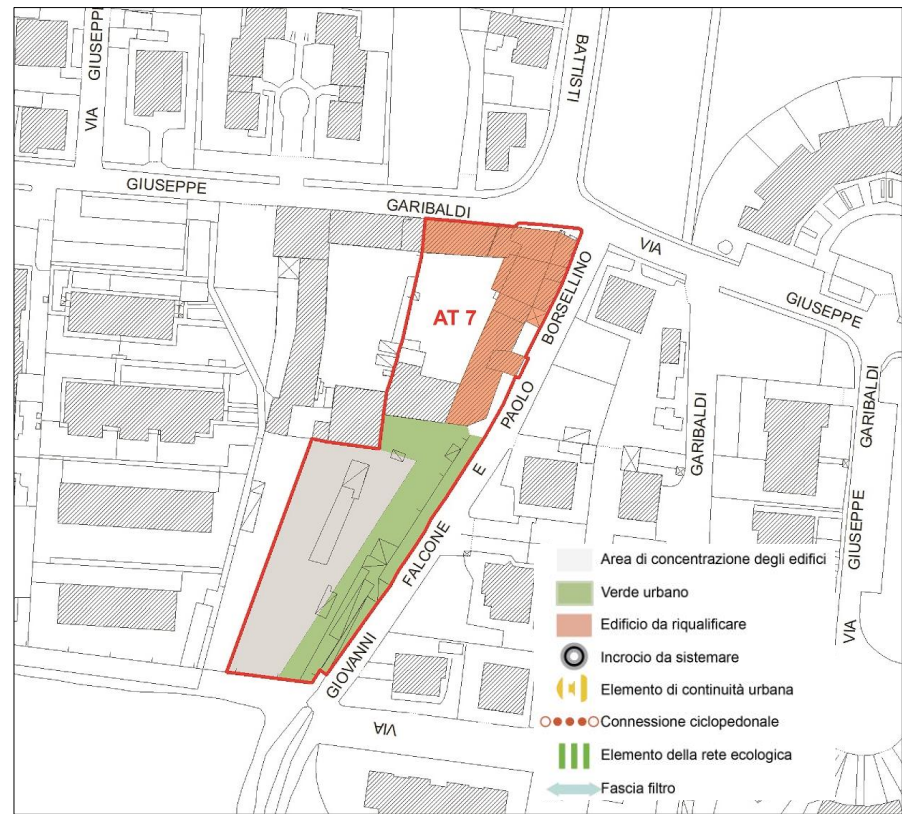 VIA GIUSEPPE
BATTISTI
GIUSEPPE GARIBALDI
VIA GIUSEPPE
AT 7
GIOVANNI FALCONE E PAOLO BORSELLINO
GARIBALDI
VIA GIUSEPPE GARIBALDI
VIA
Area di concentrazione degli edifici
Verde urbano
Edificio da riqualificare
Incrocio da sistemare
Elemento di continuità urbana
Connessione ciclopedonale
Elemento della rete ecologica
Fascia filtro